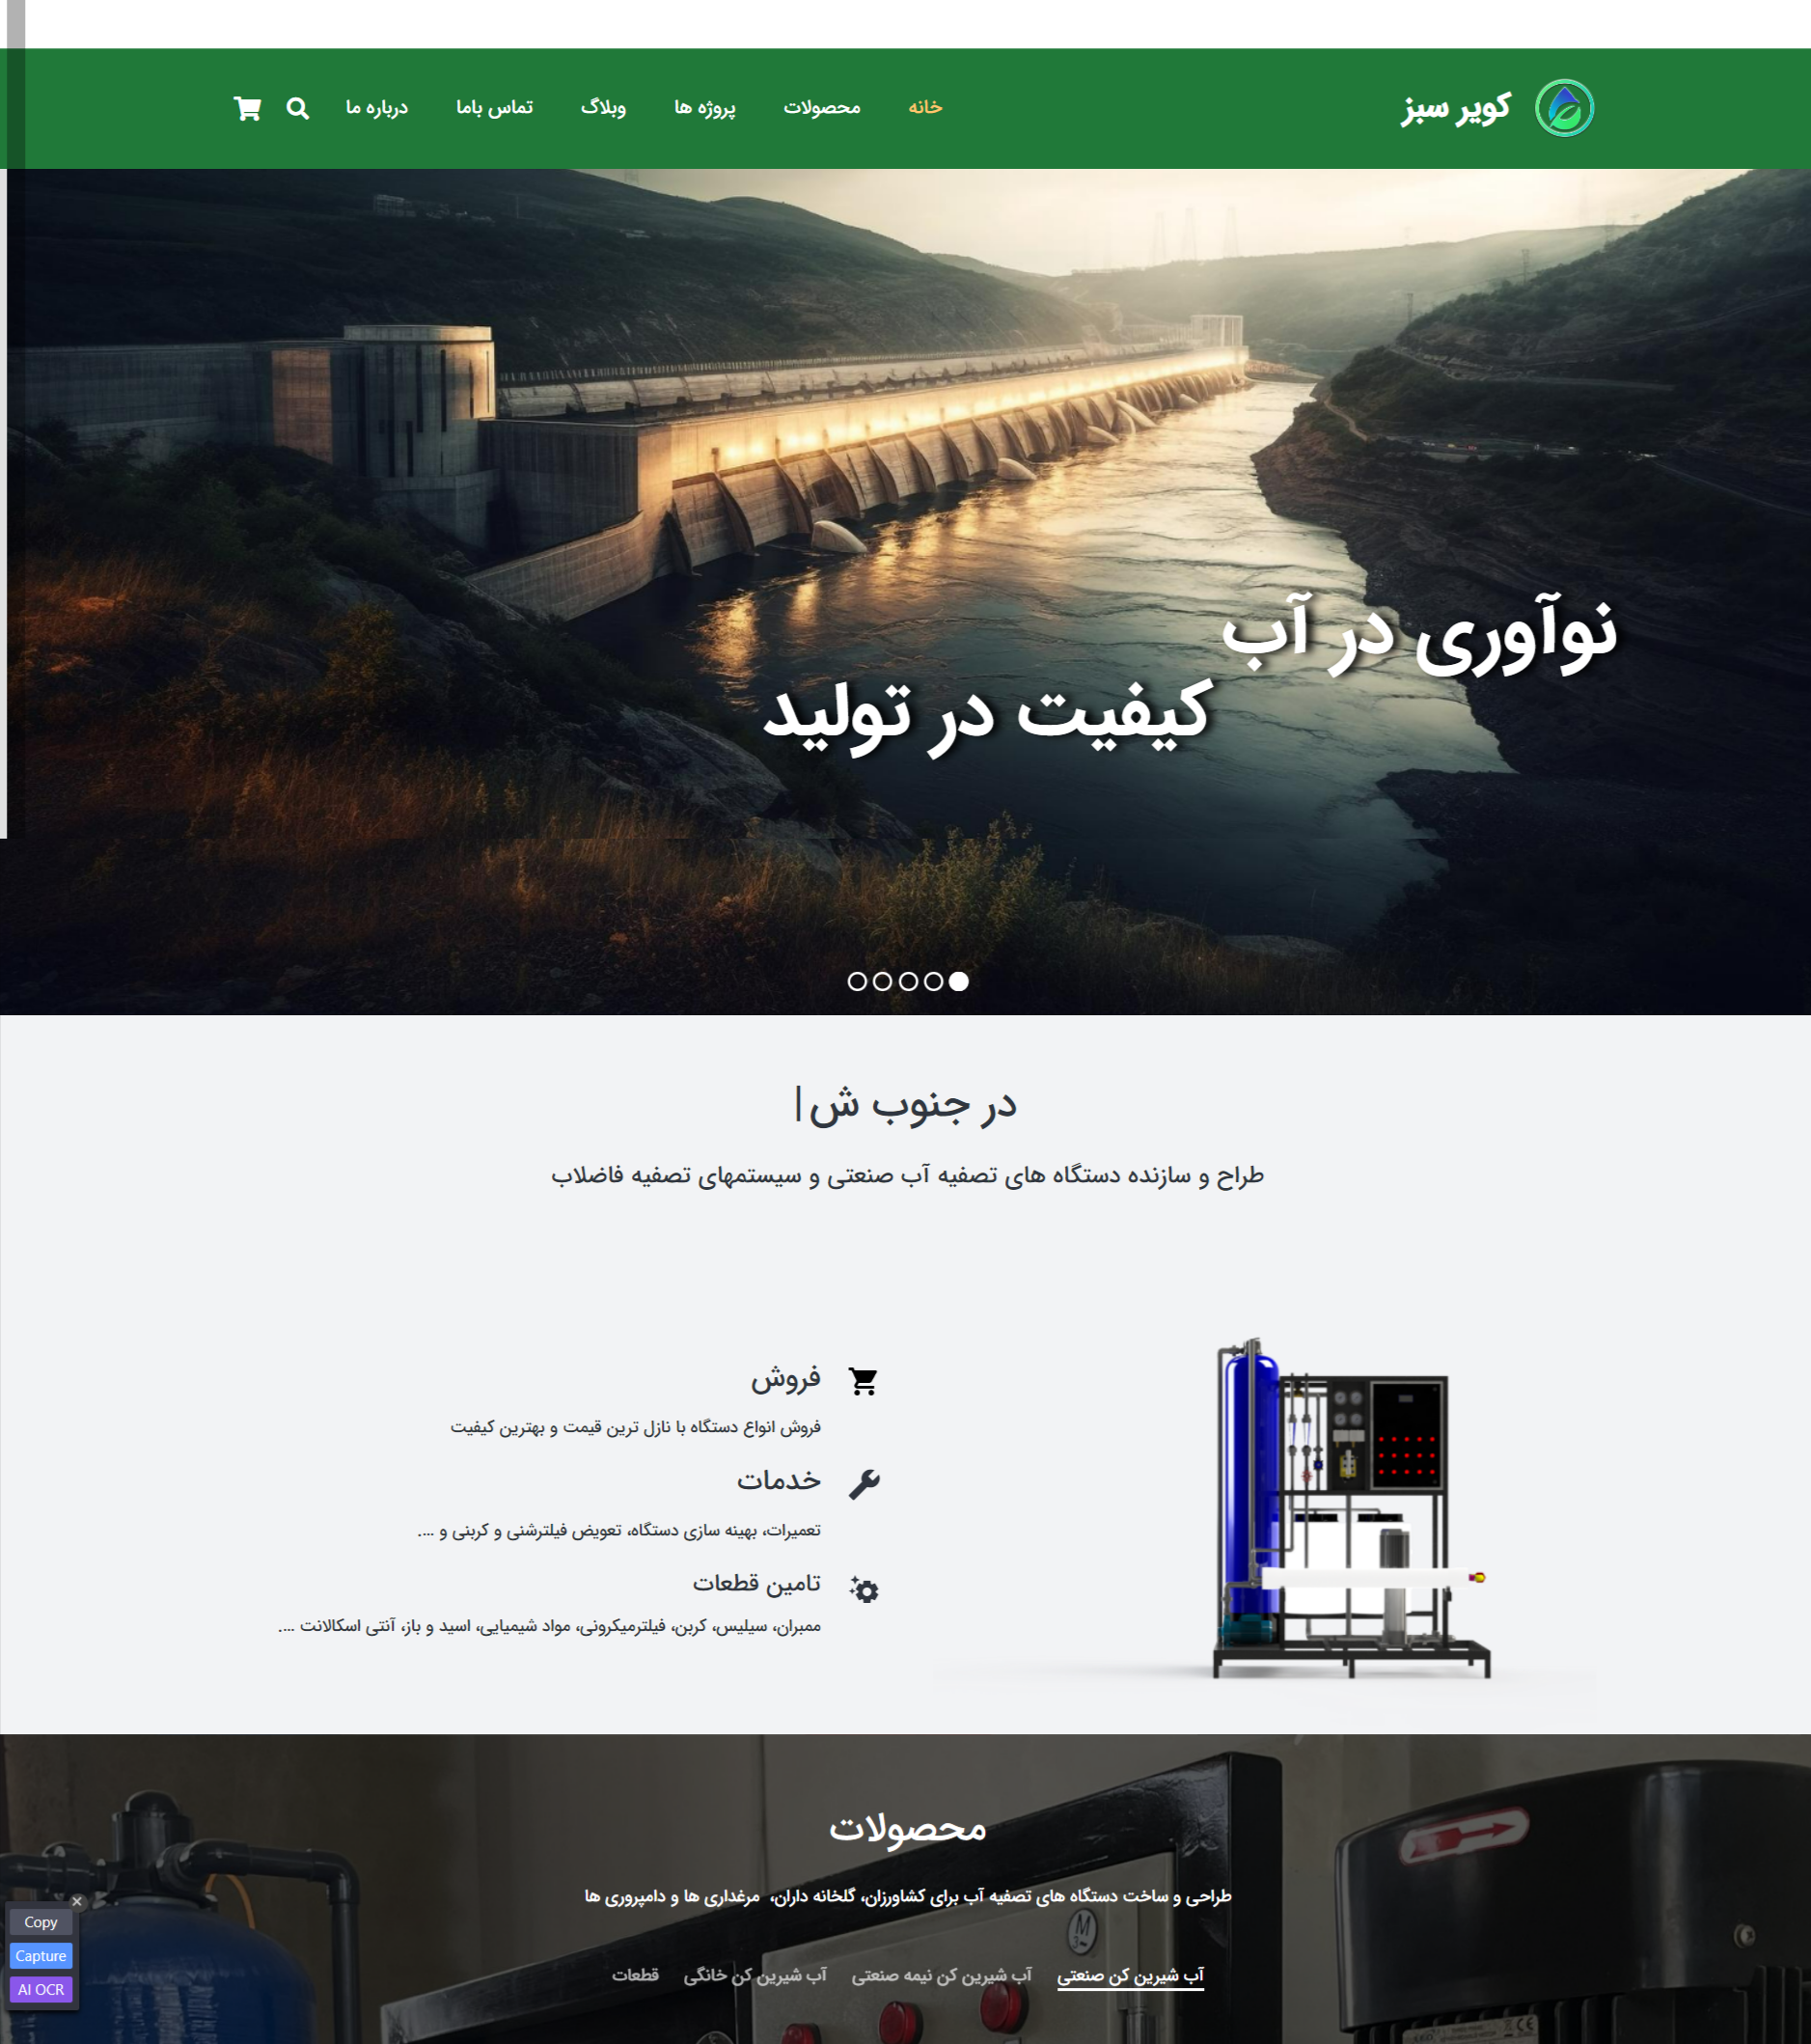 کویر سبز
خانه محصولات پروژه ها وبلاگ تماس باما درباره ما
نوآوری در آب
کیفیت در تولید
در جنوب ش|
طراح و سازنده دستگاه های تصفیه آب صنعتی و سیستمهای تصفیه فاضلاب
فروش
فروش انواع دستگاه با نازل ترین قیمت و بهترین کیفیت
خدمات
تعمیرات، بهینه سازی دستگاه، تعویض فیلترشنی و کربنی و ....
تامین قطعات
ممبران، سیلیس، کربن، فیلترمیکرونی، مواد شیمیایی، اسید و باز، آنتی اسکالانت ....
محصولات
طراحی و ساخت دستگاه های تصفیه آب برای کشاورزان، گلخانه داران، مرغداری ها و دامپروری ها
M
3~
آب شیرین کن صنعتی آب شیرین کن نیمه صنعتی آب شیرین کن خانگی قطعات
Copy
Capture
AI OCR